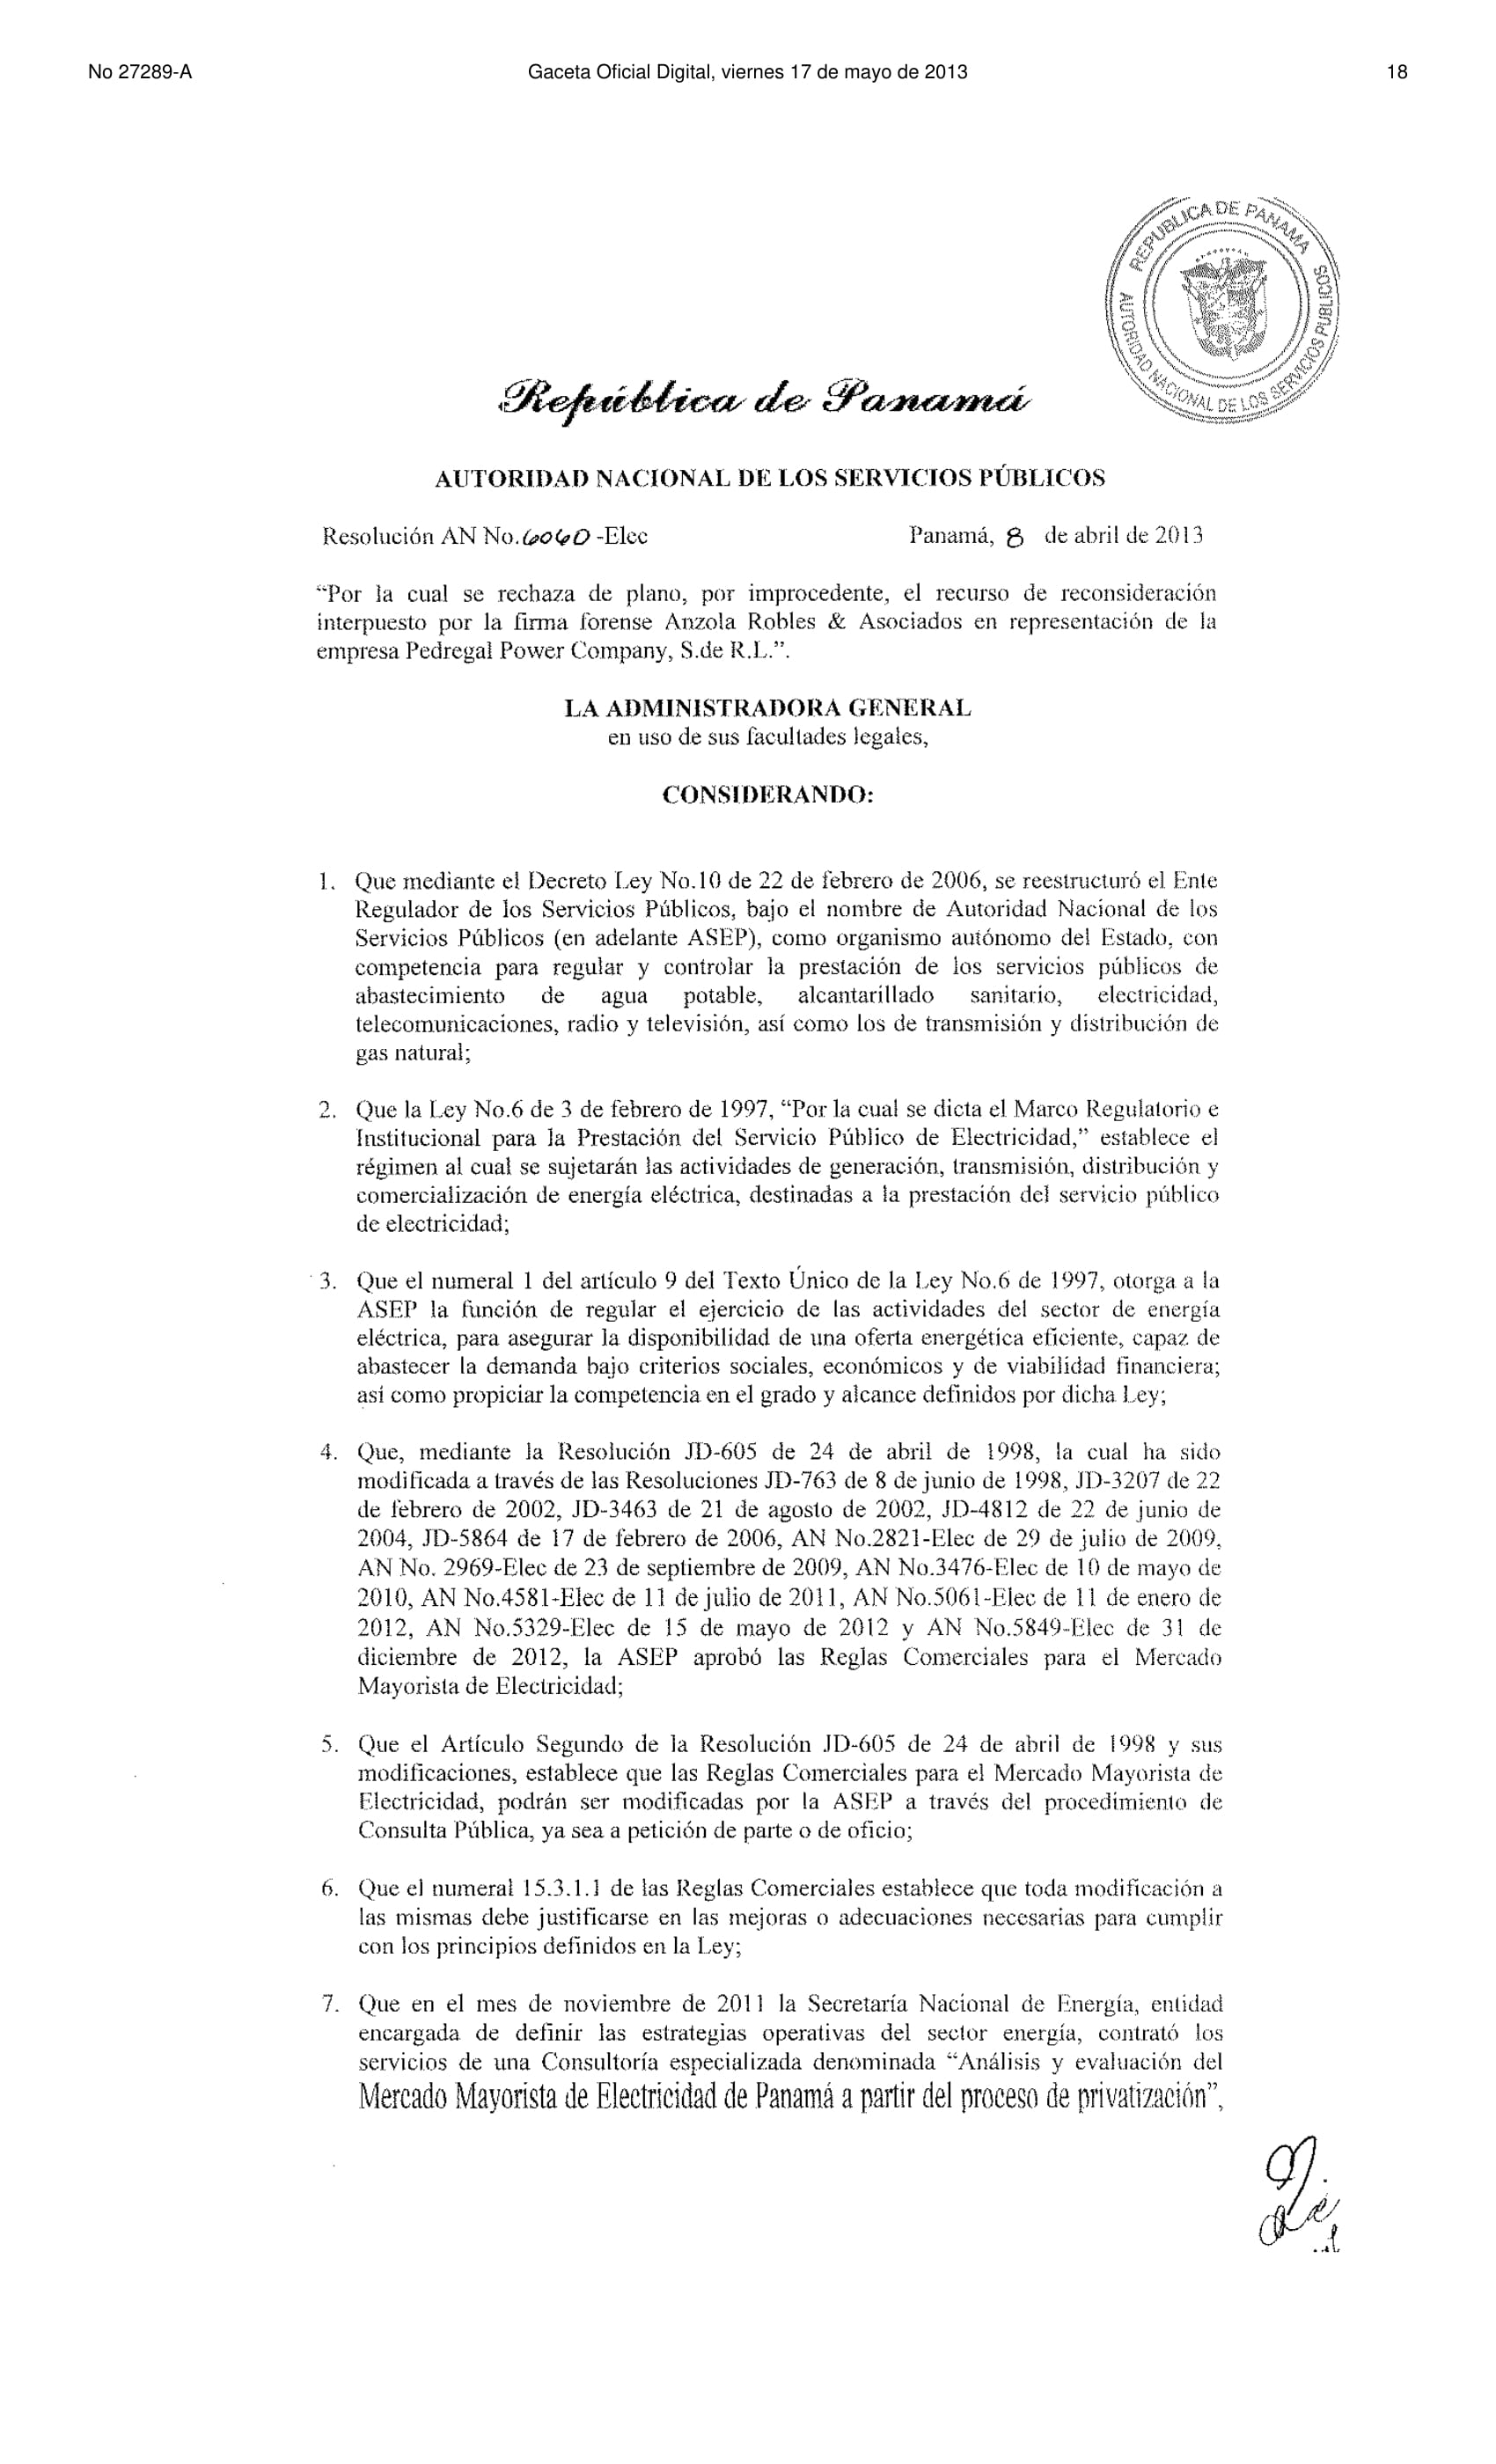 No 27289-A
Gaceta Oficial Digital, viernes 17 de mayo de 2013
18
REPUBLICA DE PANAMA
AUTORIDAD NACIONAL DE LOS SERVICIOS PUBLICOS
República de Panamá
AUTORIDAD NACIONAL DE LOS SERVICIOS PÚBLICOS
Resolución AN No. 6060 -Elec Panamá, 8 de abril de 2013
“Por la cual se rechaza de plano, por improcedente, el recurso de reconsideración
interpuesto por la firma forense Anzola Robles & Asociados en representación de la
empresa Pedregal Power Company, S.de R.L.”.
LA ADMINISTRADORA GENERAL
en uso de sus facultades legales,
CONSIDERANDO:
1. Que mediante el Decreto Ley No.10 de 22 de febrero de 2006, se reestructuró el Ente
Regulador de los Servicios Públicos, bajo el nombre de Autoridad Nacional de los
Servicios Públicos (en adelante ASEP), como organismo autónomo del Estado, con
competencia para regular y controlar la prestación de los servicios públicos de
abastecimiento de agua potable, alcantarillado sanitario, electricidad,
telecomunicaciones, radio y televisión, así como los de transmisión y distribución de
gas natural;
2. Que la Ley No.6 de 3 de febrero de 1997, “Por la cual se dicta el Marco Regulatorio e
Institucional para la Prestación del Servicio Público de Electricidad,” establece el
régimen al cual se sujetarán las actividades de generación, transmisión, distribución y
comercialización de energía eléctrica, destinadas a la prestación del servicio público
de electricidad;
3. Que el numeral 1 del artículo 9 del Texto Único de la Ley No.6 de 1997, otorga a la
ASEP la función de regular el ejercicio de las actividades del sector de energía
eléctrica, para asegurar la disponibilidad de una oferta energética eficiente, capaz de
abastecer la demanda bajo criterios sociales, económicos y de viabilidad financiera;
así como propiciar la competencia en el grado y alcance definidos por dicha Ley;
4. Que, mediante la Resolución JD-605 de 24 de abril de 1998, la cual ha sido
modificada a través de las Resoluciones JD-763 de 8 de junio de 1998, JD-3207 de 22
de febrero de 2002, JD-3463 de 21 de agosto de 2002, JD-4812 de 22 de junio de
2004, JD-5864 de 17 de febrero de 2006, AN No.2821-Elec de 29 de julio de 2009,
AN No. 2969-Elec de 23 de septiembre de 2009, AN No.3476-Elec de 10 de mayo de
2010, AN No.4581-Elec de 11 de julio de 2011, AN No.5061-Elec de 11 de enero de
2012, AN No.5329-Elec de 15 de mayo de 2012 y AN No.5849-Elec de 31 de
diciembre de 2012, la ASEP aprobó las Reglas Comerciales para el Mercado
Mayorista de Electricidad;
5. Que el Artículo Segundo de la Resolución JD-605 de 24 de abril de 1998 y sus
modificaciones, establece que las Reglas Comerciales para el Mercado Mayorista de
Electricidad, podrán ser modificadas por la ASEP a través del procedimiento de
Consulta Pública, ya sea a petición de parte o de oficio;
6. Que el numeral 15.3.1.1 de las Reglas Comerciales establece que toda modificación a
las mismas debe justificarse en las mejoras o adecuaciones necesarias para cumplir
con los principios definidos en la Ley;
7. Que en el mes de noviembre de 2011 la Secretaría Nacional de Energía, entidad
encargada de definir las estrategias operativas del sector energía, contrató los
servicios de una Consultoría especializada denominada “Análisis y evaluación del
Mercado Mayorista de Electricidad de Panamá a partir del proceso de privatización”,